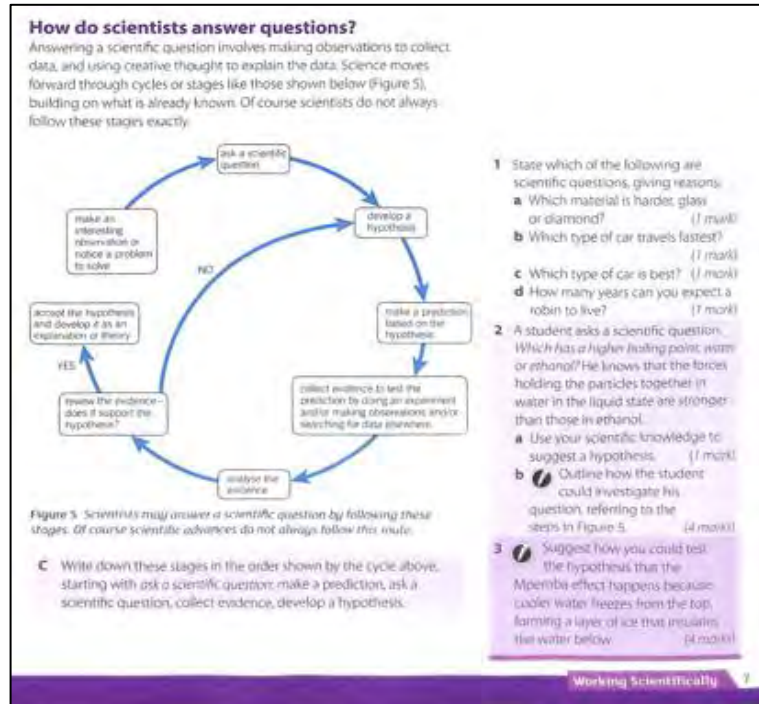 How do scientists answer questions?
Answering a scientific question involves making observations to collect
data, and using creative thought to explain the data. Science moves
forward through cycles or stages like those shown below (Figure 5),
building on what is already known. Of course scientists do not always
follow these stages exactly.
ask a scientific
question
make an
interesting
observation or
notice a problem
to solve
develop a
hypothesis
NO
accept the hypothesis
and develop it as an
explanation or theory
make a prediction
based on the
hypothesis
YES
review the evidence –
does it support the
hypothesis?
collect evidence to test the
prediction by doing an experiment
and/or making observations and/or
searching for data elsewhere.
analyse the
evidence
Figure 5 Scientists may answer a scientific question by following these
stages. Of course scientific advances do not always follow this route.
C Write down these stages in the order shown by the cycle above,
starting with ask a scientific question: make a prediction, ask a
scientific question, collect evidence, develop a hypothesis.
1 State which of the following are
scientific questions, giving reasons.
a Which material is harder, glass
or diamond? (1 mark)
b Which type of car travels fastest?
(1 mark)
c Which type of car is best? (1 mark)
d How many years can you expect a
robin to live? (1 mark)
2 A student asks a scientific question.
Which has a higher boiling point, water
or ethanol? He knows that the forces
holding the particles together in
water in the liquid state are stronger
than those in ethanol.
a Use your scientific knowledge to
suggest a hypothesis. (1 mark)
b Outline how the student
could investigate his
question, referring to the
steps in Figure 5. (4 marks)
3 Suggest how you could test
the hypothesis that the
Mpemba effect happens because
cooler water freezes from the top,
forming a layer of ice that insulates
the water below. (4 marks)
Working Scientifically 7